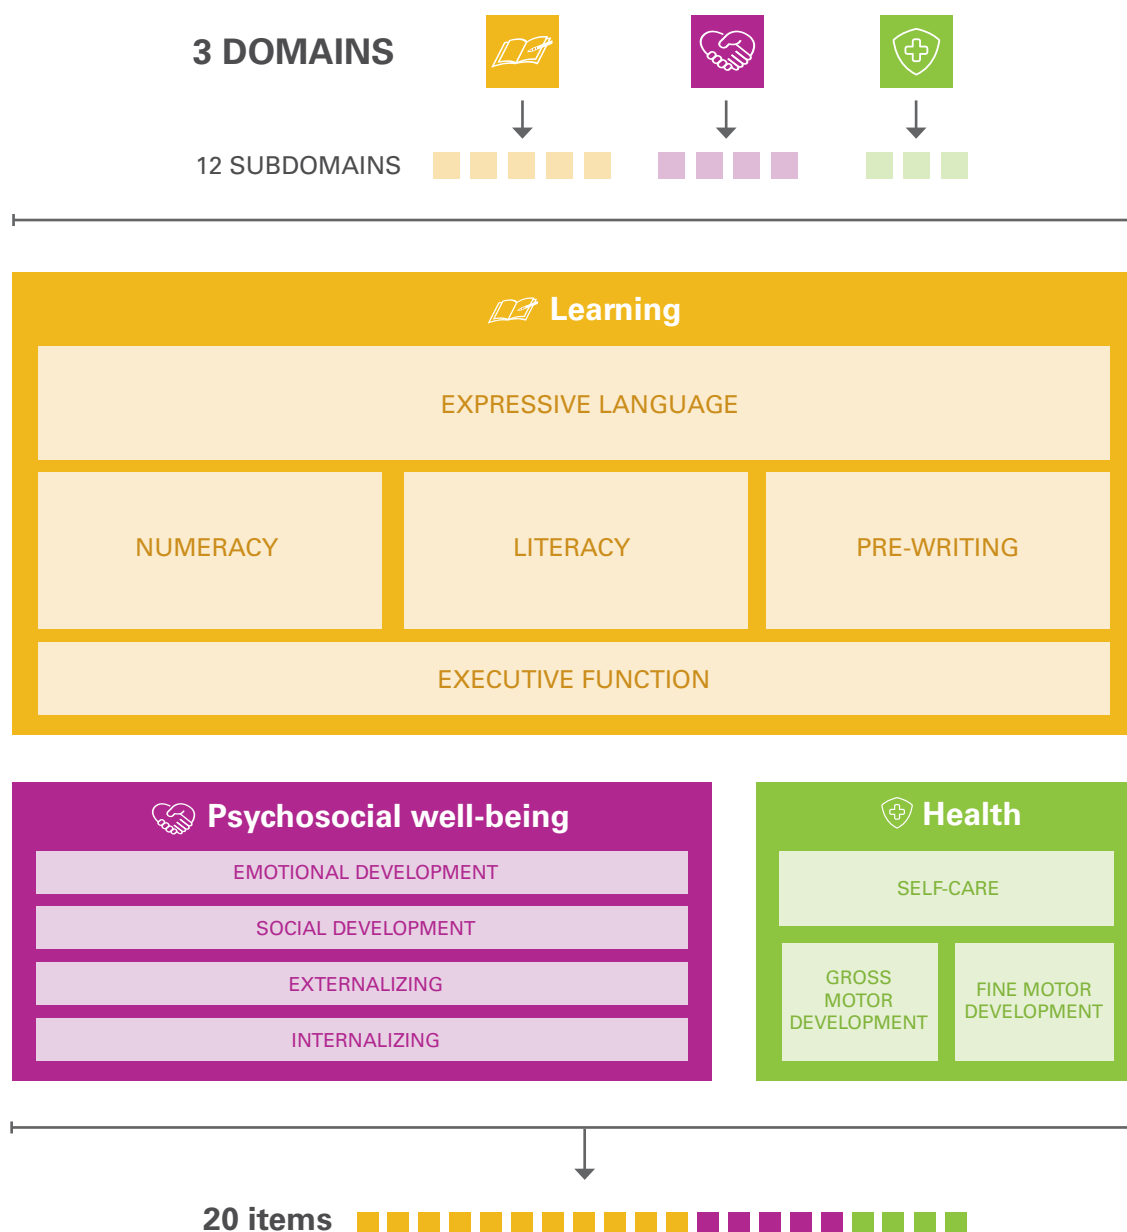 3 DOMAINS
12 SUBDOMAINS
Learning
EXPRESSIVE LANGUAGE
NUMERACY
LITERACY
PRE-WRITING
EXECUTIVE FUNCTION
Psychosocial well-being
EMOTIONAL DEVELOPMENT
SOCIAL DEVELOPMENT
EXTERNALIZING
INTERNALIZING
Health
SELF-CARE
GROSS
MOTOR
DEVELOPMENT
FINE MOTOR
DEVELOPMENT
20 items